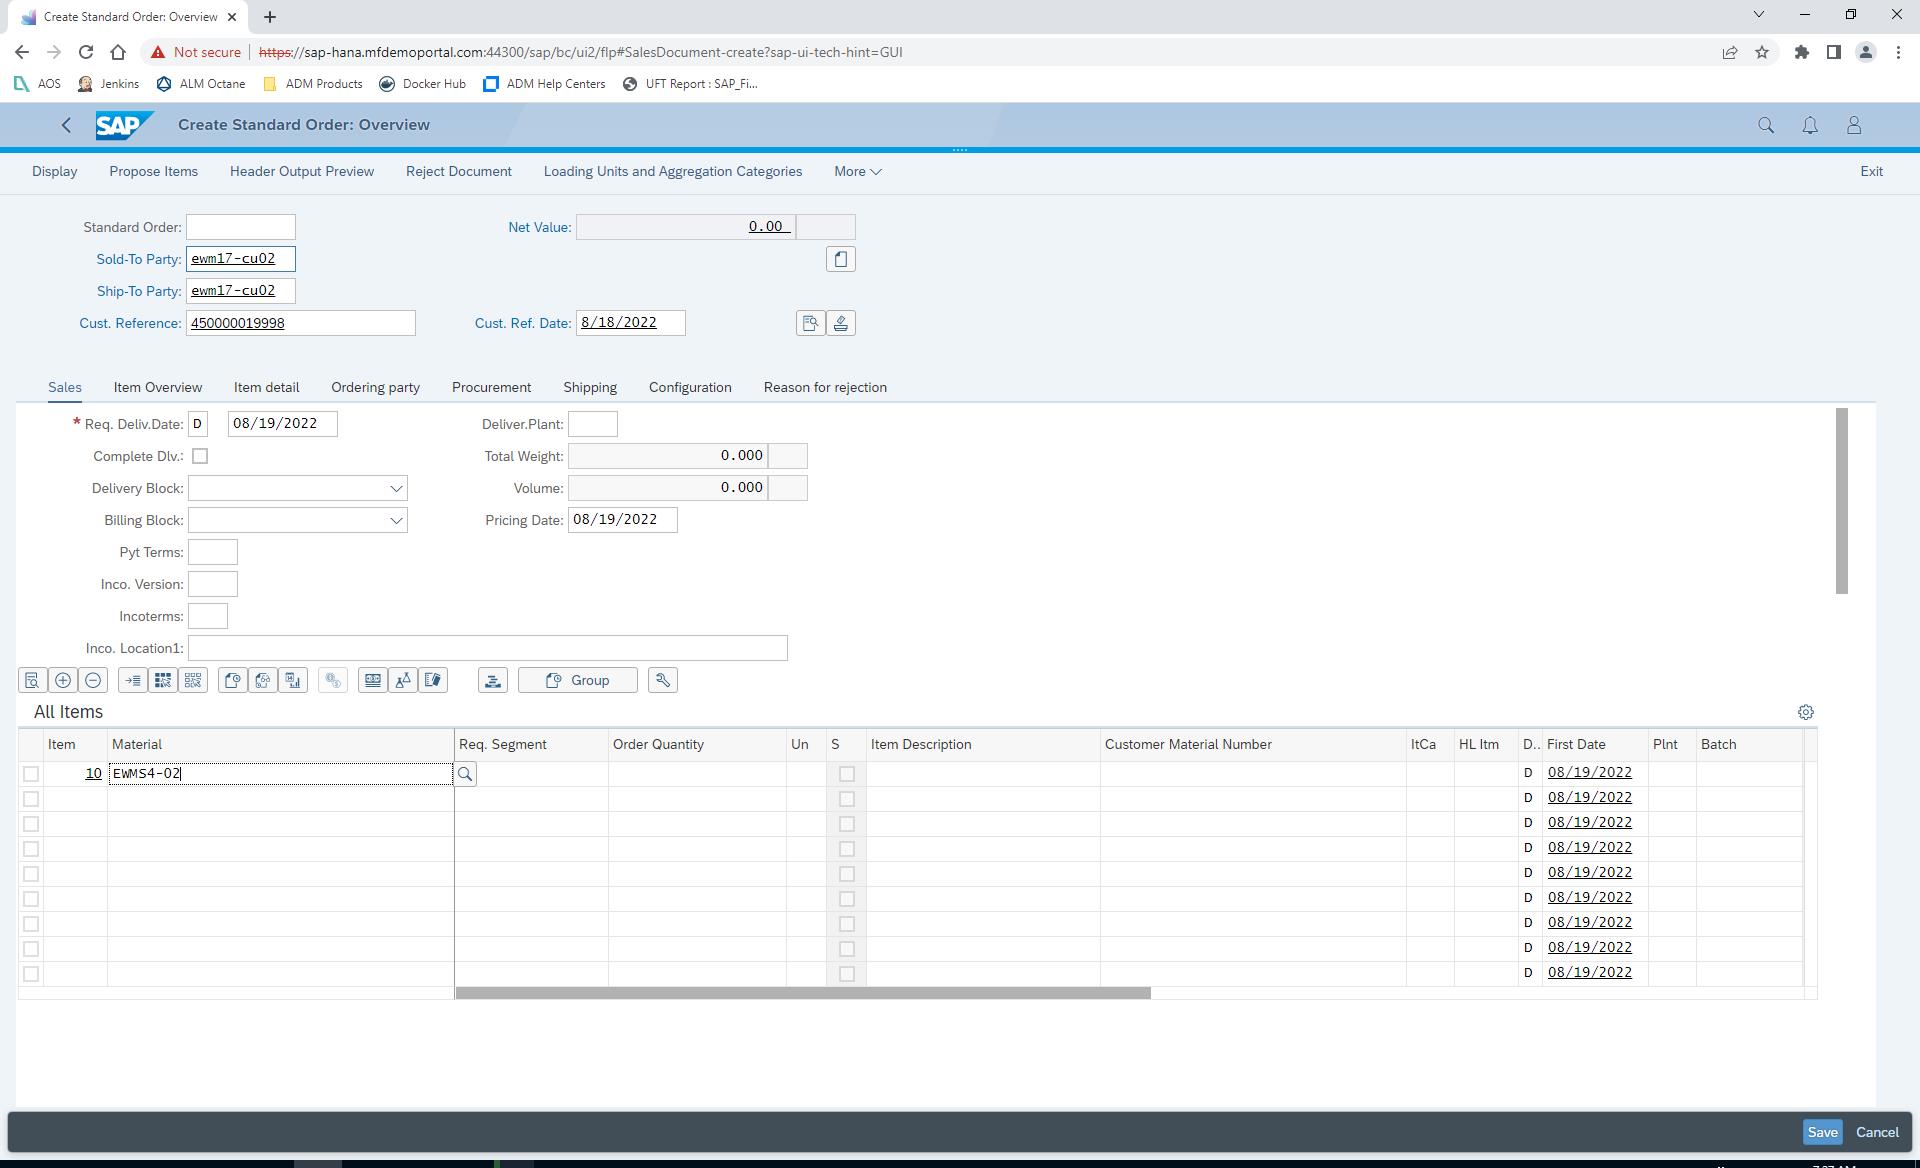 Create Standard Order: Overview
Not secure https://sap-hana.mfdemoportal.com:44300/sap/bc/ui2/flp#SalesDocument-create?sap-ui-tech-hint=GUI
AOS Jenkins ALM Octane ADM Products Docker Hub ADM Help Centers UFT Report : SAP_Fi...
SAP Create Standard Order: Overview
Display Propose Items Header Output Preview Reject Document Loading Units and Aggregation Categories More Exit
Standard Order: Net Value: 0.00
Sold-To Party: ewm17-cu02
Ship-To Party: ewm17-cu02
Cust. Reference: 450000019998 Cust. Ref. Date: 8/18/2022
Sales Item Overview Item detail Ordering party Procurement Shipping Configuration Reason for rejection
* Req. Deliv.Date: D 08/19/2022 Deliver.Plant:
Complete Dlv.: Total Weight: 0.000
Delivery Block: Volume: 0.000
Billing Block: Pricing Date: 08/19/2022
Pyt Terms:
Inco. Version:
Incoterms:
Inco. Location1:
Group
All Items
Item Material Req. Segment Order Quantity Un S Item Description Customer Material Number ItCa HL Itm D.. First Date Plnt Batch
10 EWMS4-02 D 08/19/2022
D 08/19/2022
D 08/19/2022
D 08/19/2022
D 08/19/2022
D 08/19/2022
D 08/19/2022
D 08/19/2022
D 08/19/2022
Save Cancel